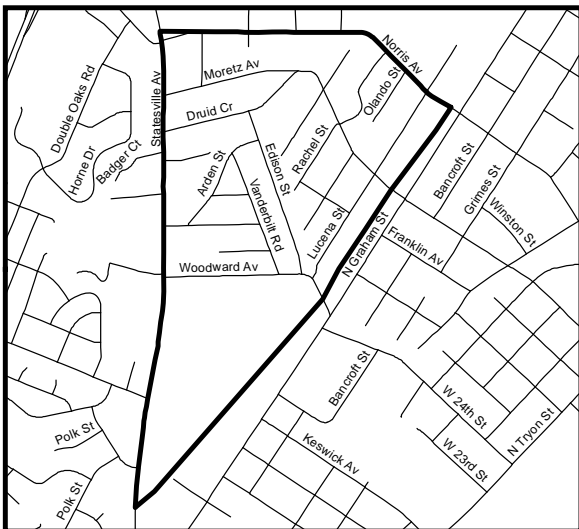 Norris Av
Moretz Av
Olando St
Statesville Av
Double Oaks Rd
Druid Cr
Rachel St
Edison St
Bancroft St
Grimes St
Horne Dr
Badger Ct
Arden St
Vanderbilt Rd
Winston St
Lucena St
N Graham St
Franklin Av
Woodward Av
Bancroft St
W 24th St
N Tryon St
Polk St
Keswick Av
W 23rd St
Polk St